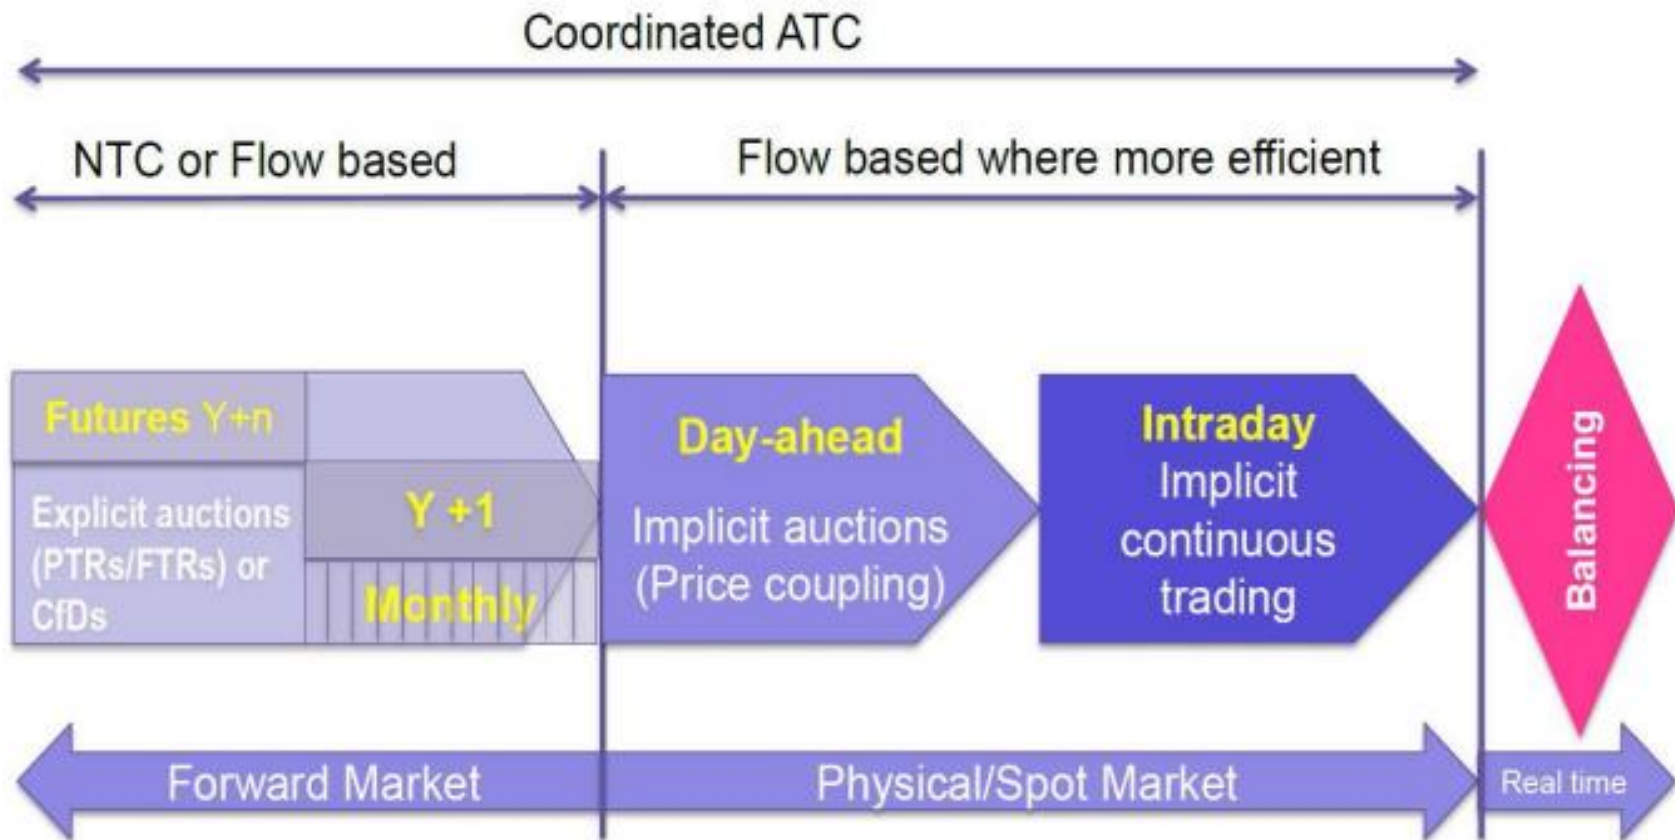 Coordinated ATC
NTC or Flow based
Flow based where more efficient
Futures Y+n
Explicit auctions
(PTRs/FTRs) or
CfDs
Y +1
Monthly
Day-ahead
Implicit auctions
(Price coupling)
Intraday
Implicit
continuous
trading
Balancing
Forward Market
Physical/Spot Market
Real time